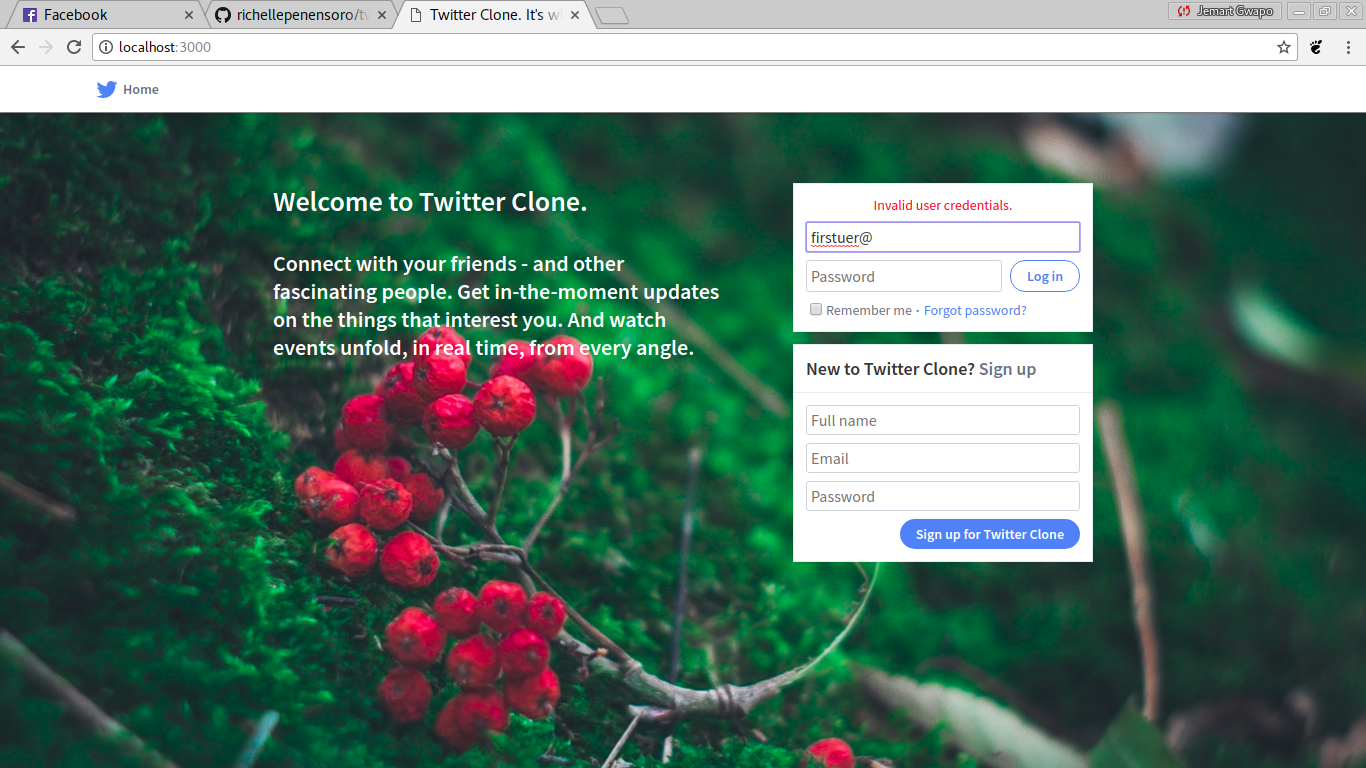 Facebook
richellepenensoro/tw
Twitter Clone. It's w
Jemart Gwapo
localhost:3000
Home
Welcome to Twitter Clone.
Connect with your friends - and other
fascinating people. Get in-the-moment updates
on the things that interest you. And watch
events unfold, in real time, from every angle.
Invalid user credentials.
firstuer@
Password
Log in
Remember me · Forgot password?
New to Twitter Clone? Sign up
Full name
Email
Password
Sign up for Twitter Clone